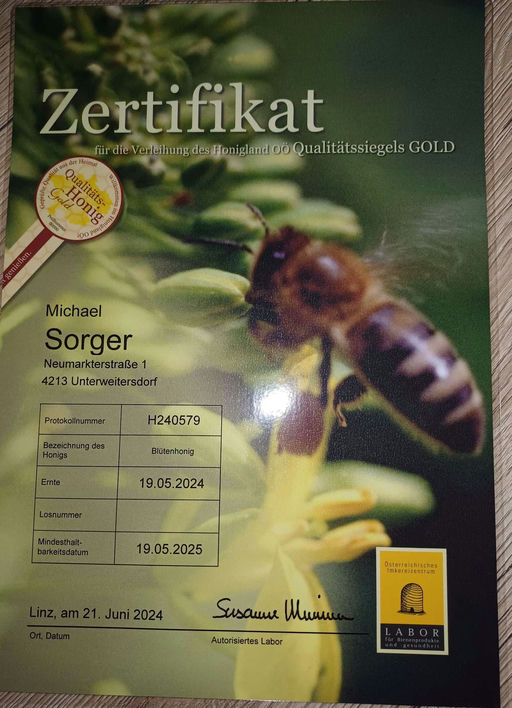 Zertifikat
für die Verleihung des Honigland OÖ Qualitätssiegels GOLD
Qualitäts-
Honig
Gold
genießen.
Michael
Sorger
Neumarkterstraße 1
4213 Unterweitersdorf
Protokollnummer H240579
Bezeichnung des Honigs Blütenhonig
Ernte 19.05.2024
Losnummer
Mindesthalt-
barkeitsdatum 19.05.2025
Linz, am 21. Juni 2024
Ort, Datum
Autorisiertes Labor
Österreichisches
Imkereizentrum
LABOR
für Bienenprodukte
und -gesundheit